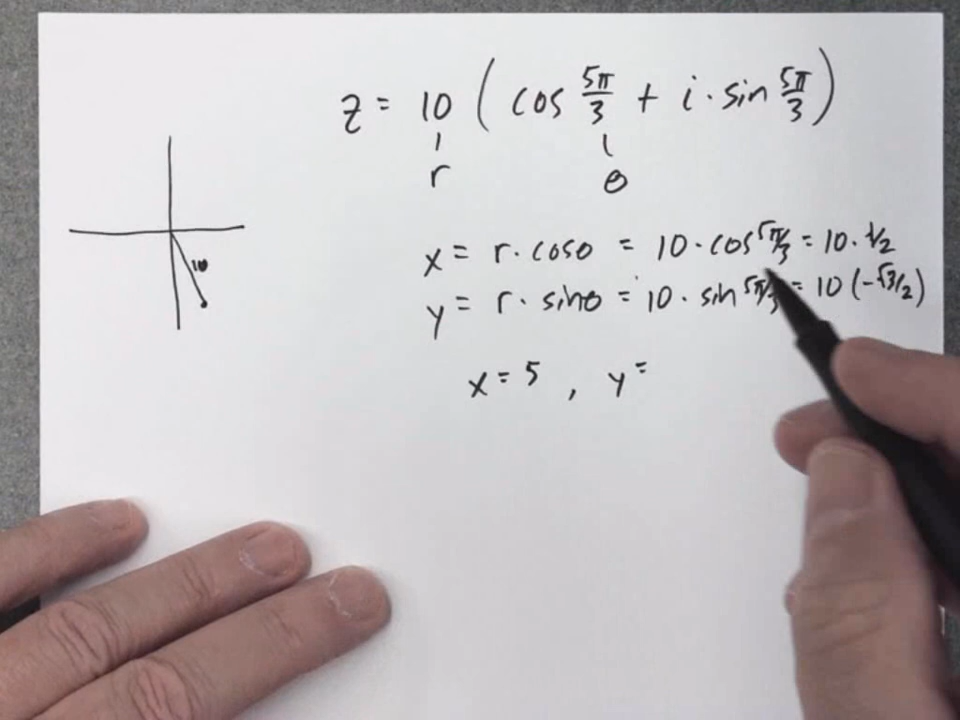 z = 10 ( cos 5π/3 + i · sin 5π/3 )
r θ
10
x = r · cosθ = 10 · cos 5π/3 = 10 · 1/2
y = r · sinθ = 10 · sin 5π/3 = 10 (-√3/2)
x = 5 , y =